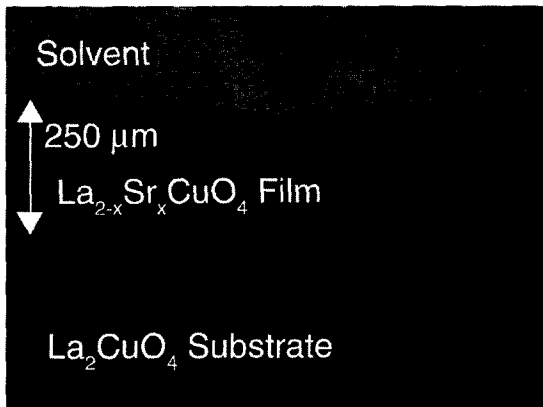 Solvent
250 μm
La₂₋ₓSrₓCuO₄ Film
La₂CuO₄ Substrate